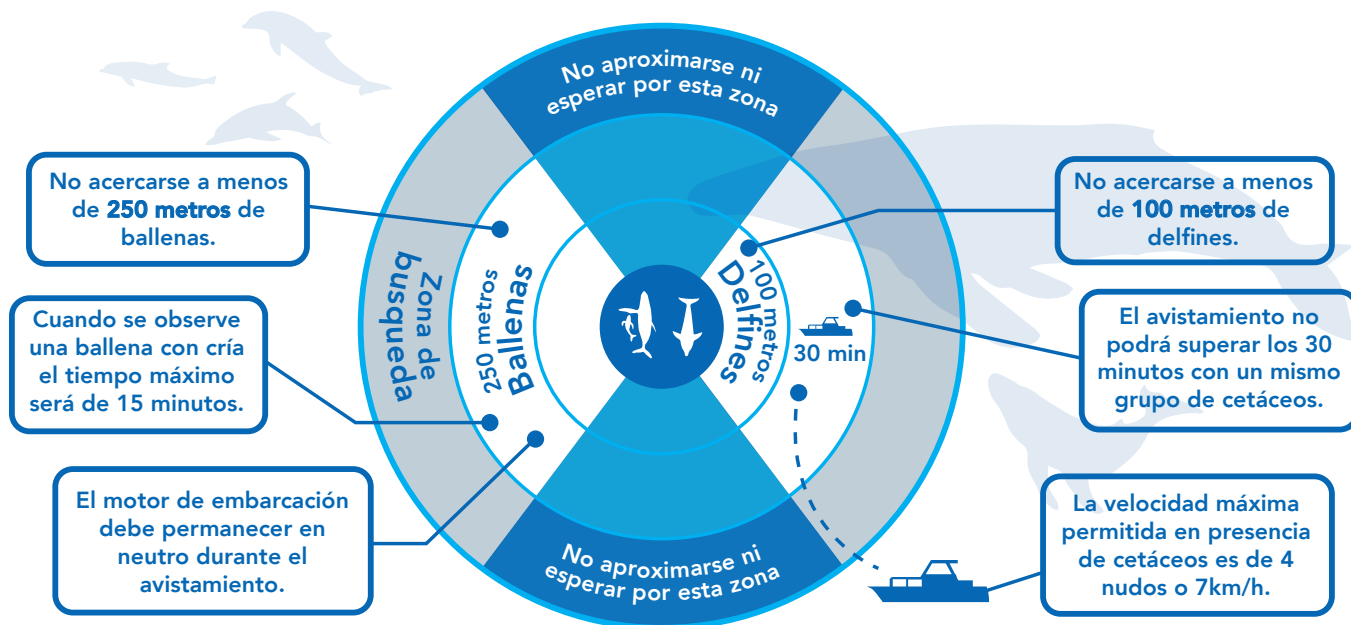 No aproximarse ni
esperar por esta zona
No acercarse a menos
de 250 metros de
ballenas.
No acercarse a menos
de 100 metros de
delfines.
Zona de
búsqueda
250 metros
Ballenas
100 metros
Delfines
30 min
Cuando se observe
una ballena con cría
el tiempo máximo
será de 15 minutos.
El avistamiento no
podrá superar los 30
minutos con un mismo
grupo de cetáceos.
El motor de embarcación
debe permanecer en
neutro durante el
avistamiento.
La velocidad máxima
permitida en presencia
de cetáceos es de 4
nudos o 7km/h.
No aproximarse ni
esperar por esta zona